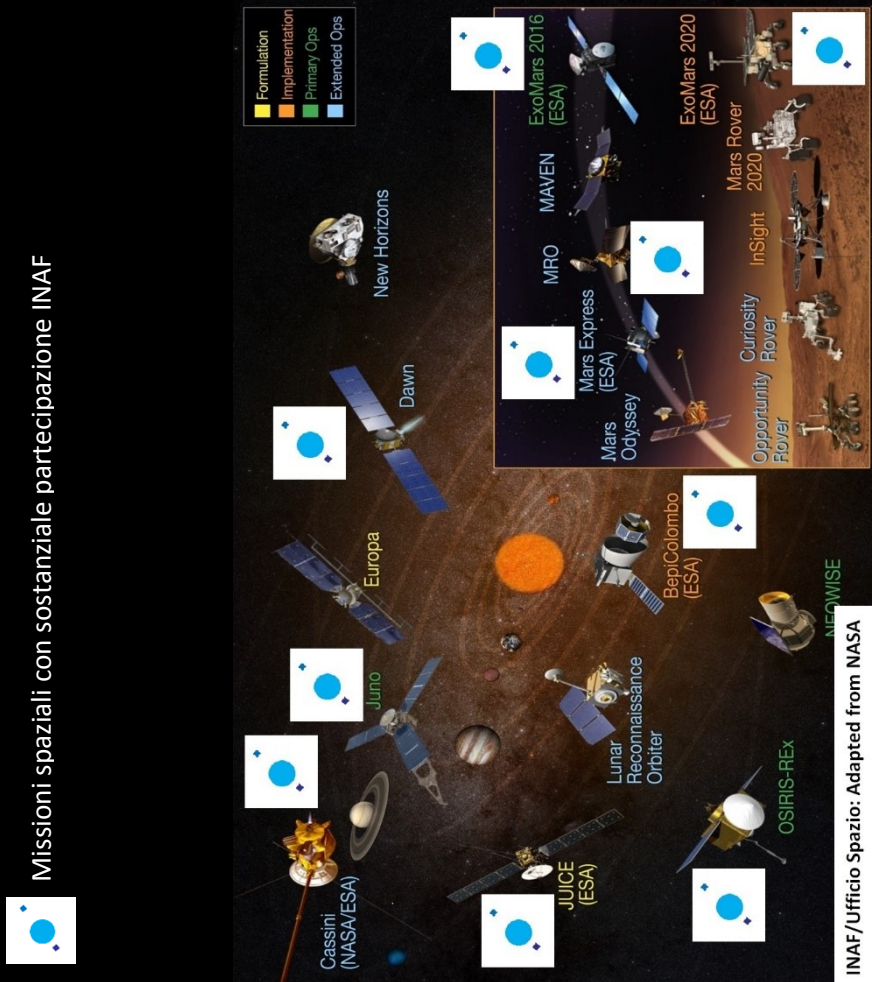 Missioni spaziali con sostanziale partecipazione INAF
Formulation
Implementation
Primary Ops
Extended Ops
Cassini
(NASA/ESA)
Juno
Europa
Dawn
New Horizons
JUICE
(ESA)
Lunar
Reconnaissance
Orbiter
BepiColombo
(ESA)
OSIRIS-REx
NEOWISE
Mars
Odyssey
Mars Express
(ESA)
MRO
MAVEN
ExoMars 2016
(ESA)
Opportunity
Rover
Curiosity
Rover
InSight
Mars Rover
2020
ExoMars 2020
(ESA)
INAF/Ufficio Spazio: Adapted from NASA